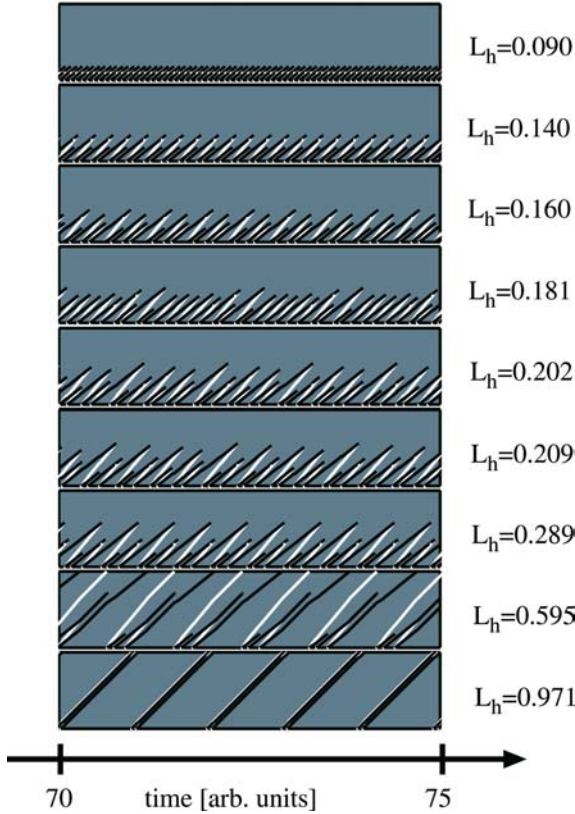 L_h=0.090
L_h=0.140
L_h=0.160
L_h=0.181
L_h=0.202
L_h=0.209
L_h=0.289
L_h=0.595
L_h=0.971
70 time [arb. units] 75